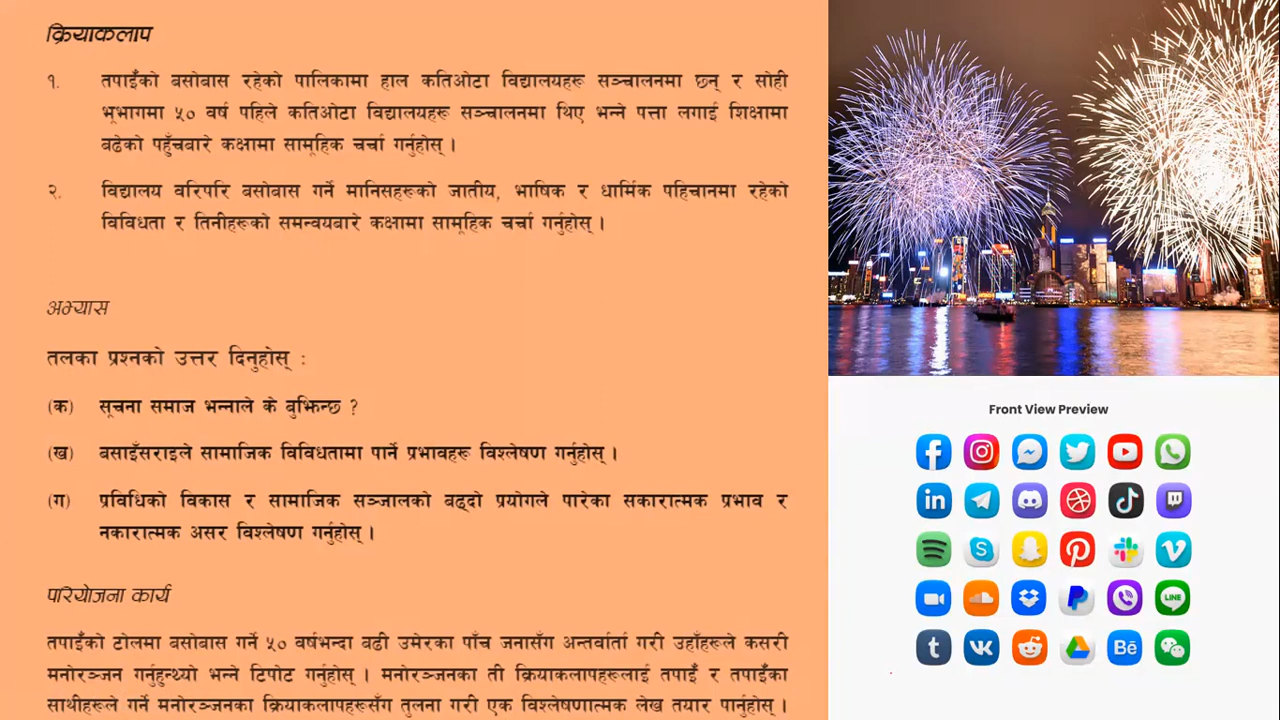 क्रियाकलाप
१. तपाईँको बसोबास रहेको पालिकामा हाल कतिओटा विद्यालयहरू सञ्चालनमा छन् र सोही
भूभागमा ५० वर्ष पहिले कतिओटा विद्यालयहरू सञ्चालनमा थिए भन्ने पत्ता लगाई शिक्षामा
बढेको पहुँचबारे कक्षामा सामूहिक चर्चा गर्नुहोस् ।
२. विद्यालय वरिपरि बसोबास गर्ने मानिसहरूको जातीय, भाषिक र धार्मिक पहिचानमा रहेको
विविधता र तिनीहरूको समन्वयबारे कक्षामा सामूहिक चर्चा गर्नुहोस् ।
अभ्यास
तलका प्रश्नको उत्तर दिनुहोस् :
(क) सूचना समाज भन्नाले के बुझिन्छ ?
(ख) बसाइँसराइले सामाजिक विविधतामा पार्ने प्रभावहरू विश्लेषण गर्नुहोस् ।
(ग) प्रविधिको विकास र सामाजिक सञ्जालको बढ्दो प्रयोगले पारेका सकारात्मक प्रभाव र
नकारात्मक असर विश्लेषण गर्नुहोस् ।
परियोजना कार्य
तपाईँको टोलमा बसोबास गर्ने ५० वर्षभन्दा बढी उमेरका पाँच जनासँग अन्तर्वार्ता गरी उहाँहरूले कसरी
मनोरञ्जन गर्नुहुन्थ्यो भन्ने टिपोट गर्नुहोस् । मनोरञ्जनका ती क्रियाकलापहरूलाई तपाईँ र तपाईँका
साथीहरूले गर्ने मनोरञ्जनका क्रियाकलापहरूसँग तुलना गरी एक विश्लेषणात्मक लेख तयार पार्नुहोस् ।
Front View Preview
in
S
P
LINE
t
Bē